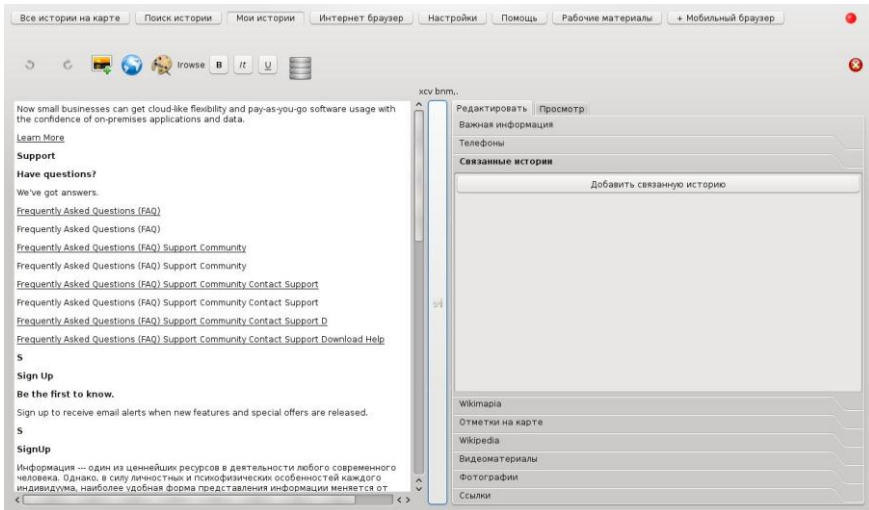 Все истории на карте
Поиск истории
Мои истории
Интернет браузер
Настройки
Помощь
Рабочие материалы
+ Мобильный браузер
Irowse
B
It
U
xcv bnm,.
Now small businesses can get cloud-like flexibility and pay-as-you-go software usage with
the confidence of on-premises applications and data.
Learn More
Support
Have questions?
We've got answers.
Frequently Asked Questions (FAQ)
Frequently Asked Questions (FAQ)
Frequently Asked Questions (FAQ) Support Community
Frequently Asked Questions (FAQ) Support Community
Frequently Asked Questions (FAQ) Support Community Contact Support
Frequently Asked Questions (FAQ) Support Community Contact Support
Frequently Asked Questions (FAQ) Support Community Contact Support D
Frequently Asked Questions (FAQ) Support Community Contact Support Download Help
S
Sign Up
Be the first to know.
Sign up to receive email alerts when new features and special offers are released.
S
SignUp
Информация --- один из ценнейших ресурсов в деятельности любого современного
человека. Однако, в силу личностных и психофизических особенностей каждого
индивидуума, наиболее удобная форма представления информации меняется от
Редактировать
Просмотр
Важная информация
Телефоны
Связанные истории
Добавить связанную историю
Wikimapia
Отметки на карте
Wikipedia
Видеоматериалы
Фотографии
Ссылки